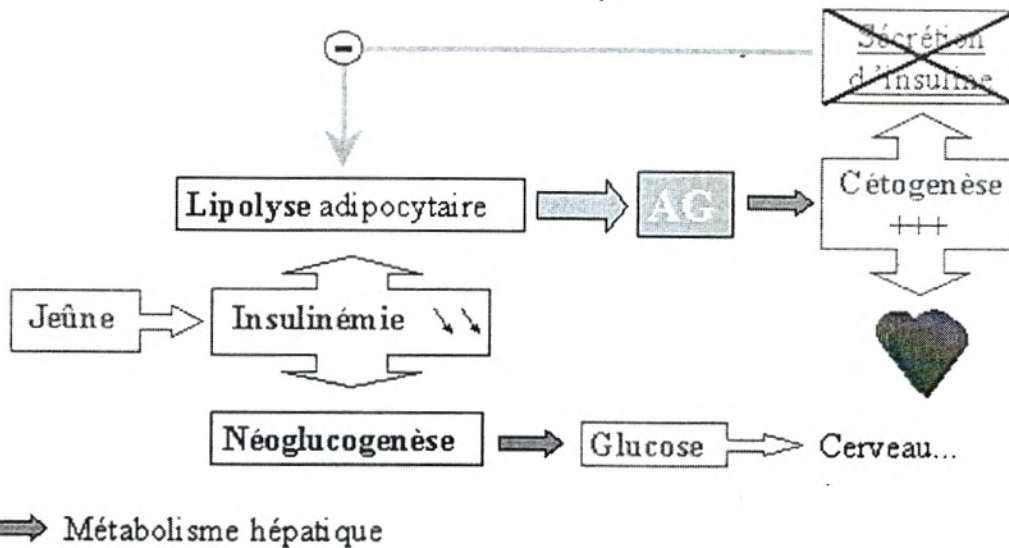 Sécrétion
d'Insuline
Lipolyse adipocytaire
AG
Cétogenèse
+++
Jeûne
Insulinémie
Néoglucogenèse
Glucose
Cerveau...
Métabolisme hépatique